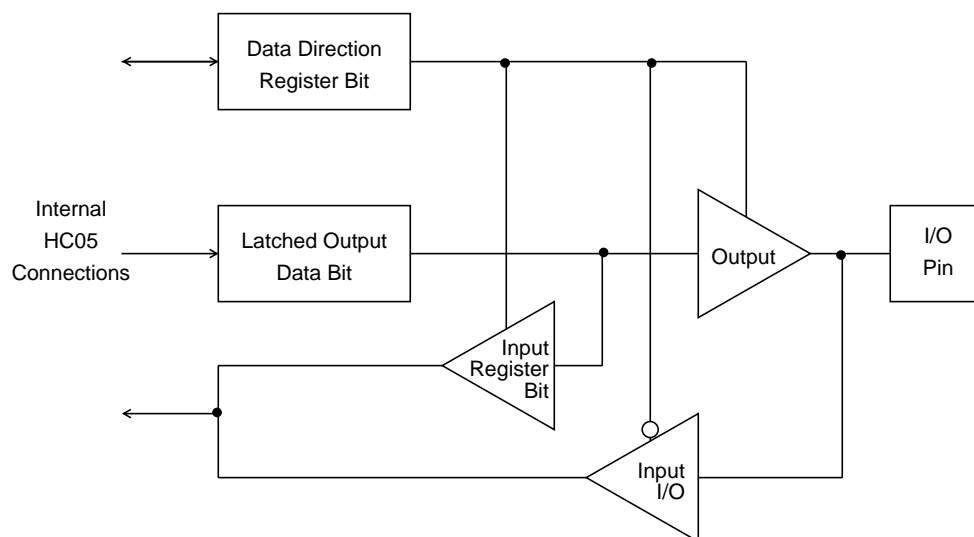 Data Direction
Register Bit
Internal
HC05
Connections
Latched Output
Data Bit
Output
I/O
Pin
Input
Register
Bit
Input
I/O